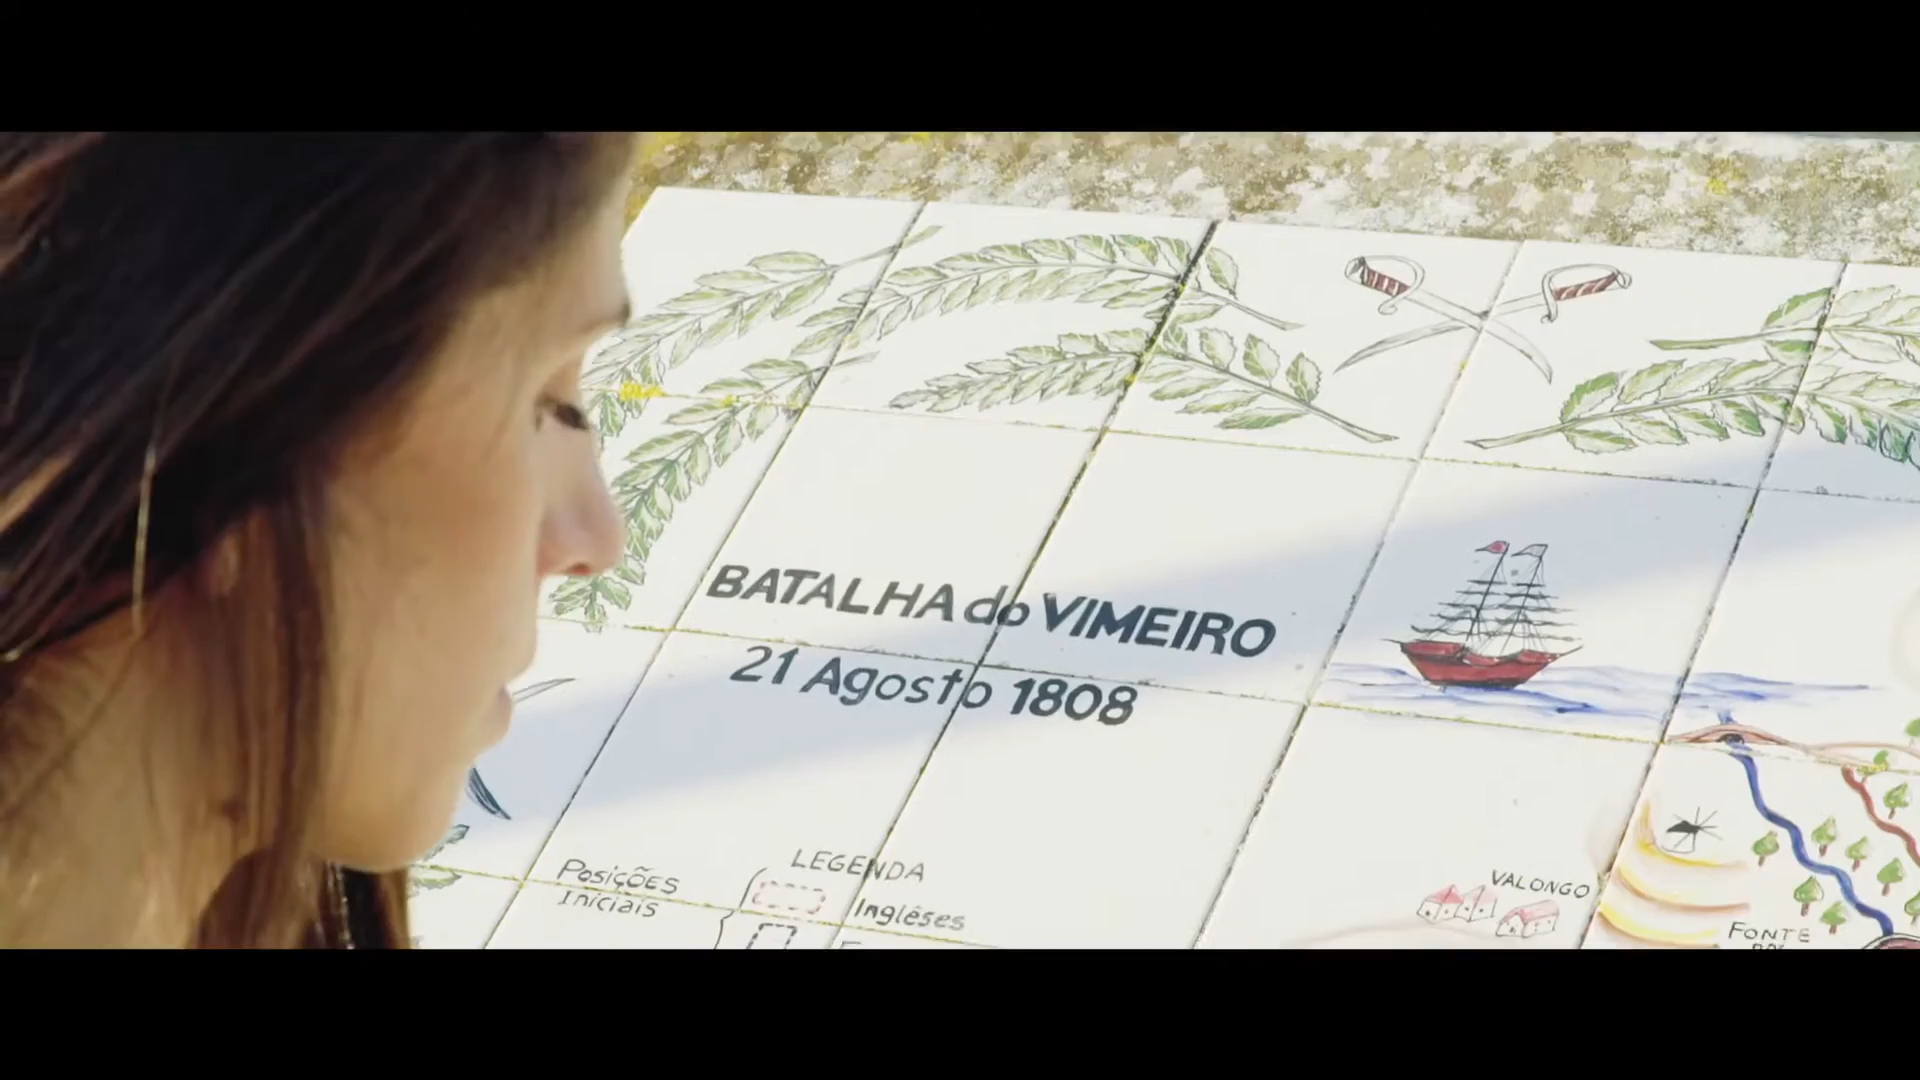 BATALHA do VIMEIRO
21 Agosto 1808
LEGENDA
Posições
Iniciais
Inglêses
VALONGO
FONTE